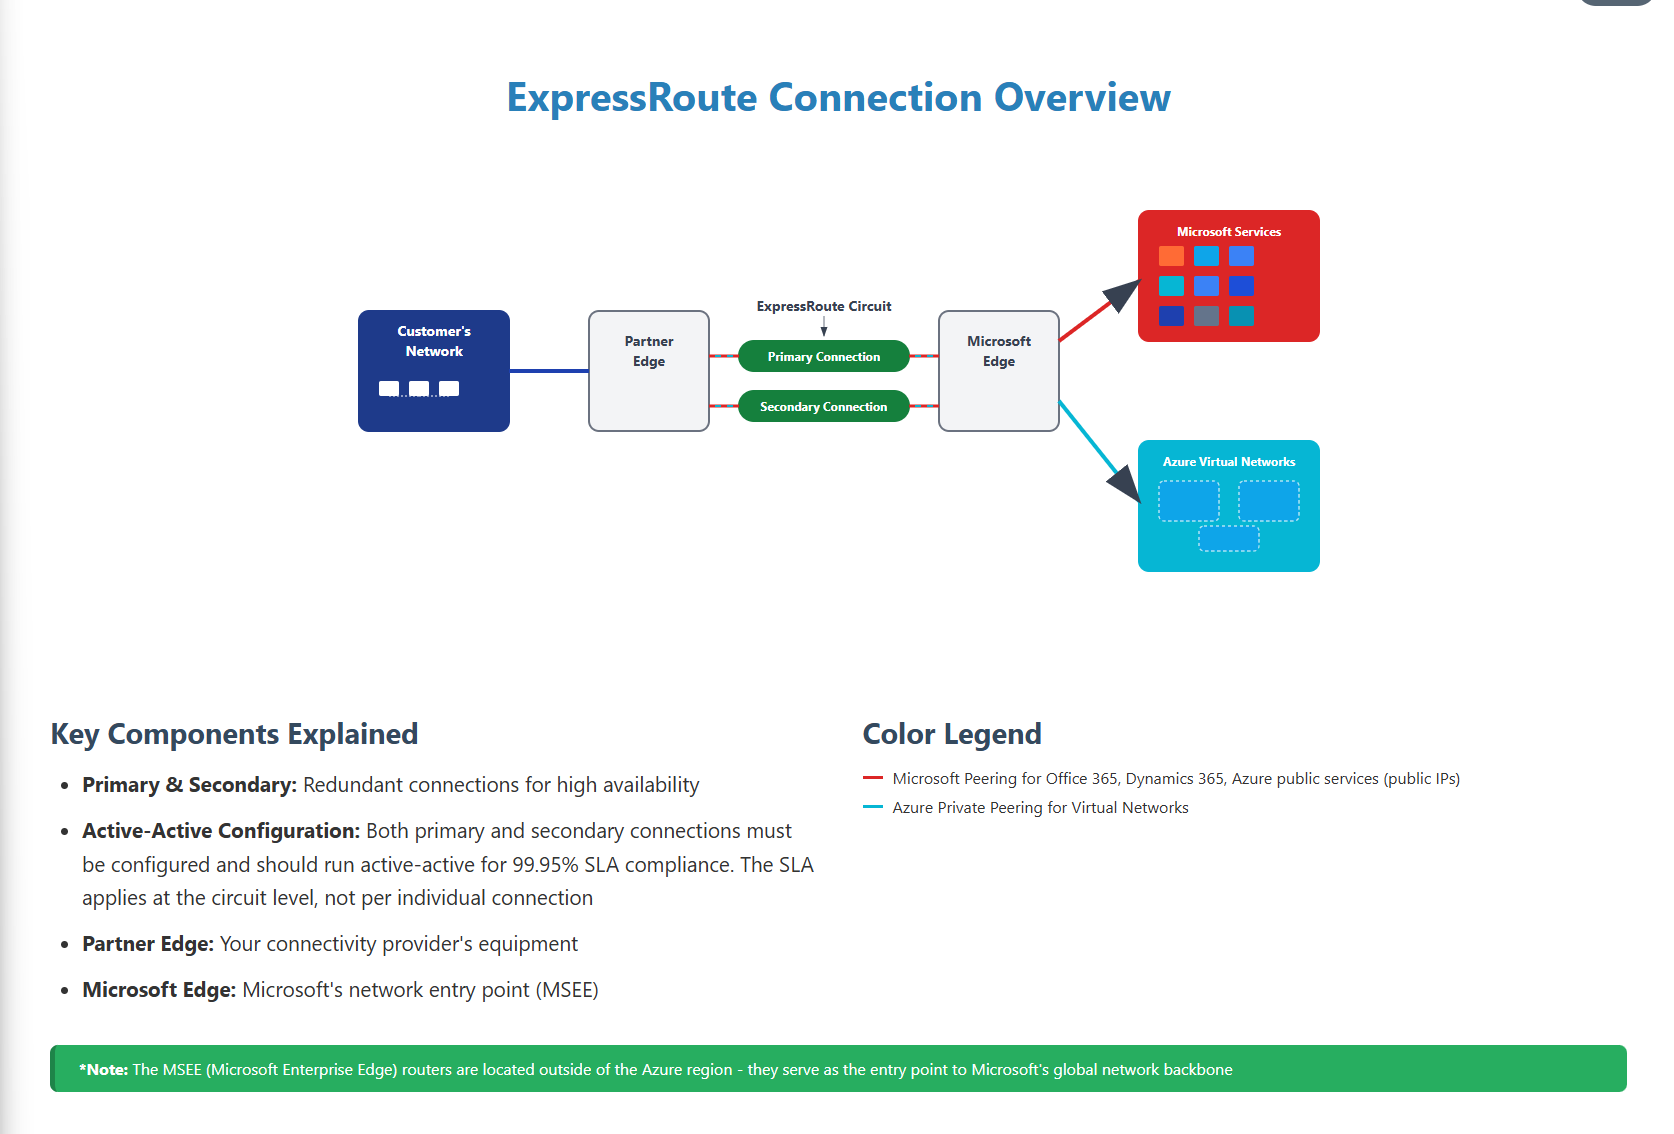 ExpressRoute Connection Overview
Microsoft Services
ExpressRoute Circuit
Customer's
Network
Partner
Edge
Primary Connection
Secondary Connection
Microsoft
Edge
Azure Virtual Networks
Key Components Explained
• Primary & Secondary: Redundant connections for high availability
• Active-Active Configuration: Both primary and secondary connections must
be configured and should run active-active for 99.95% SLA compliance. The SLA
applies at the circuit level, not per individual connection
• Partner Edge: Your connectivity provider's equipment
• Microsoft Edge: Microsoft's network entry point (MSEE)
Color Legend
Microsoft Peering for Office 365, Dynamics 365, Azure public services (public IPs)
Azure Private Peering for Virtual Networks
*Note: The MSEE (Microsoft Enterprise Edge) routers are located outside of the Azure region - they serve as the entry point to Microsoft's global network backbone